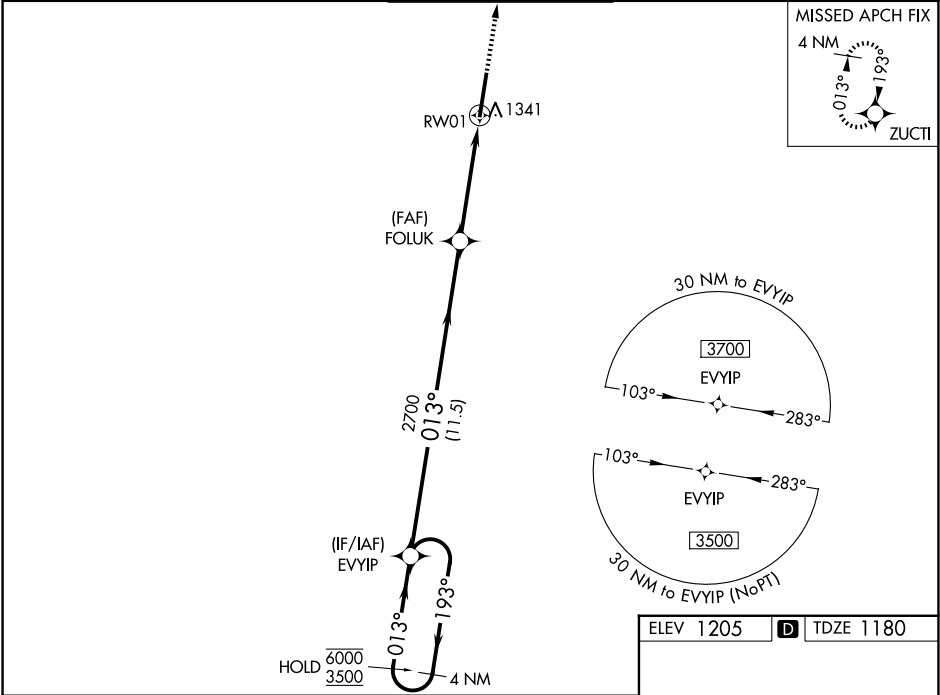 MISSED APCH FIX
4 NM
013°
193°
ZUCTI
RW01
1341
(FAF)
FOLUK
2700
013°
(11.5)
(IF/IAF)
EVYIP
013°
193°
HOLD
6000
3500
4 NM
30 NM to EVYIP
3700
EVYIP
103°
283°
103°
283°
EVYIP
3500
30 NM to EVYIP (NoPT)
ELEV 1205
D
TDZE 1180